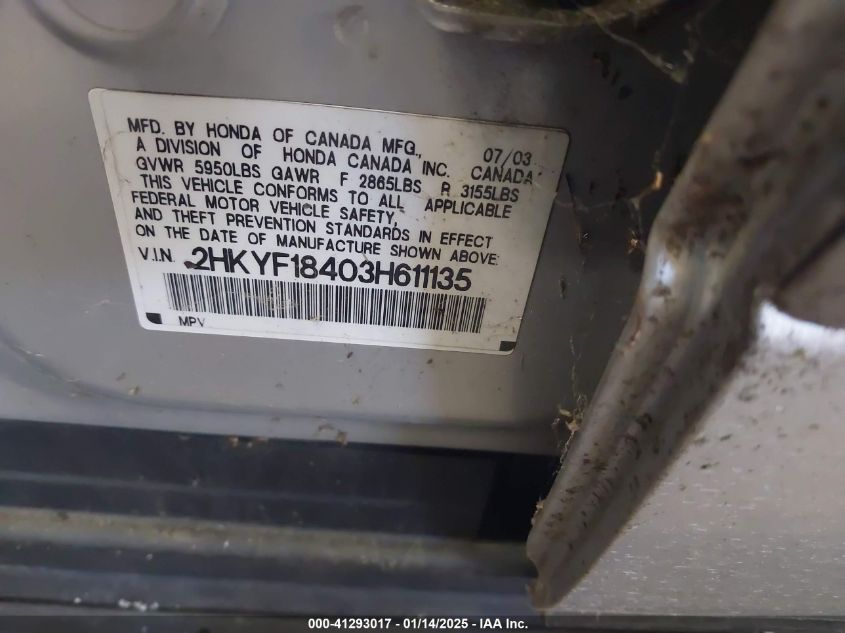 MFD. BY HONDA OF CANADA MFG., 07/03
A DIVISION OF HONDA CANADA INC. CANADA
GVWR 5950LBS GAWR F 2865LBS R 3155LBS
THIS VEHICLE CONFORMS TO ALL APPLICABLE
FEDERAL MOTOR VEHICLE SAFETY,
AND THEFT PREVENTION STANDARDS IN EFFECT
ON THE DATE OF MANUFACTURE SHOWN ABOVE:
V.I.N. 2HKYF18403H611135
MPV
000-41293017 - 01/14/2025 - IAA Inc.